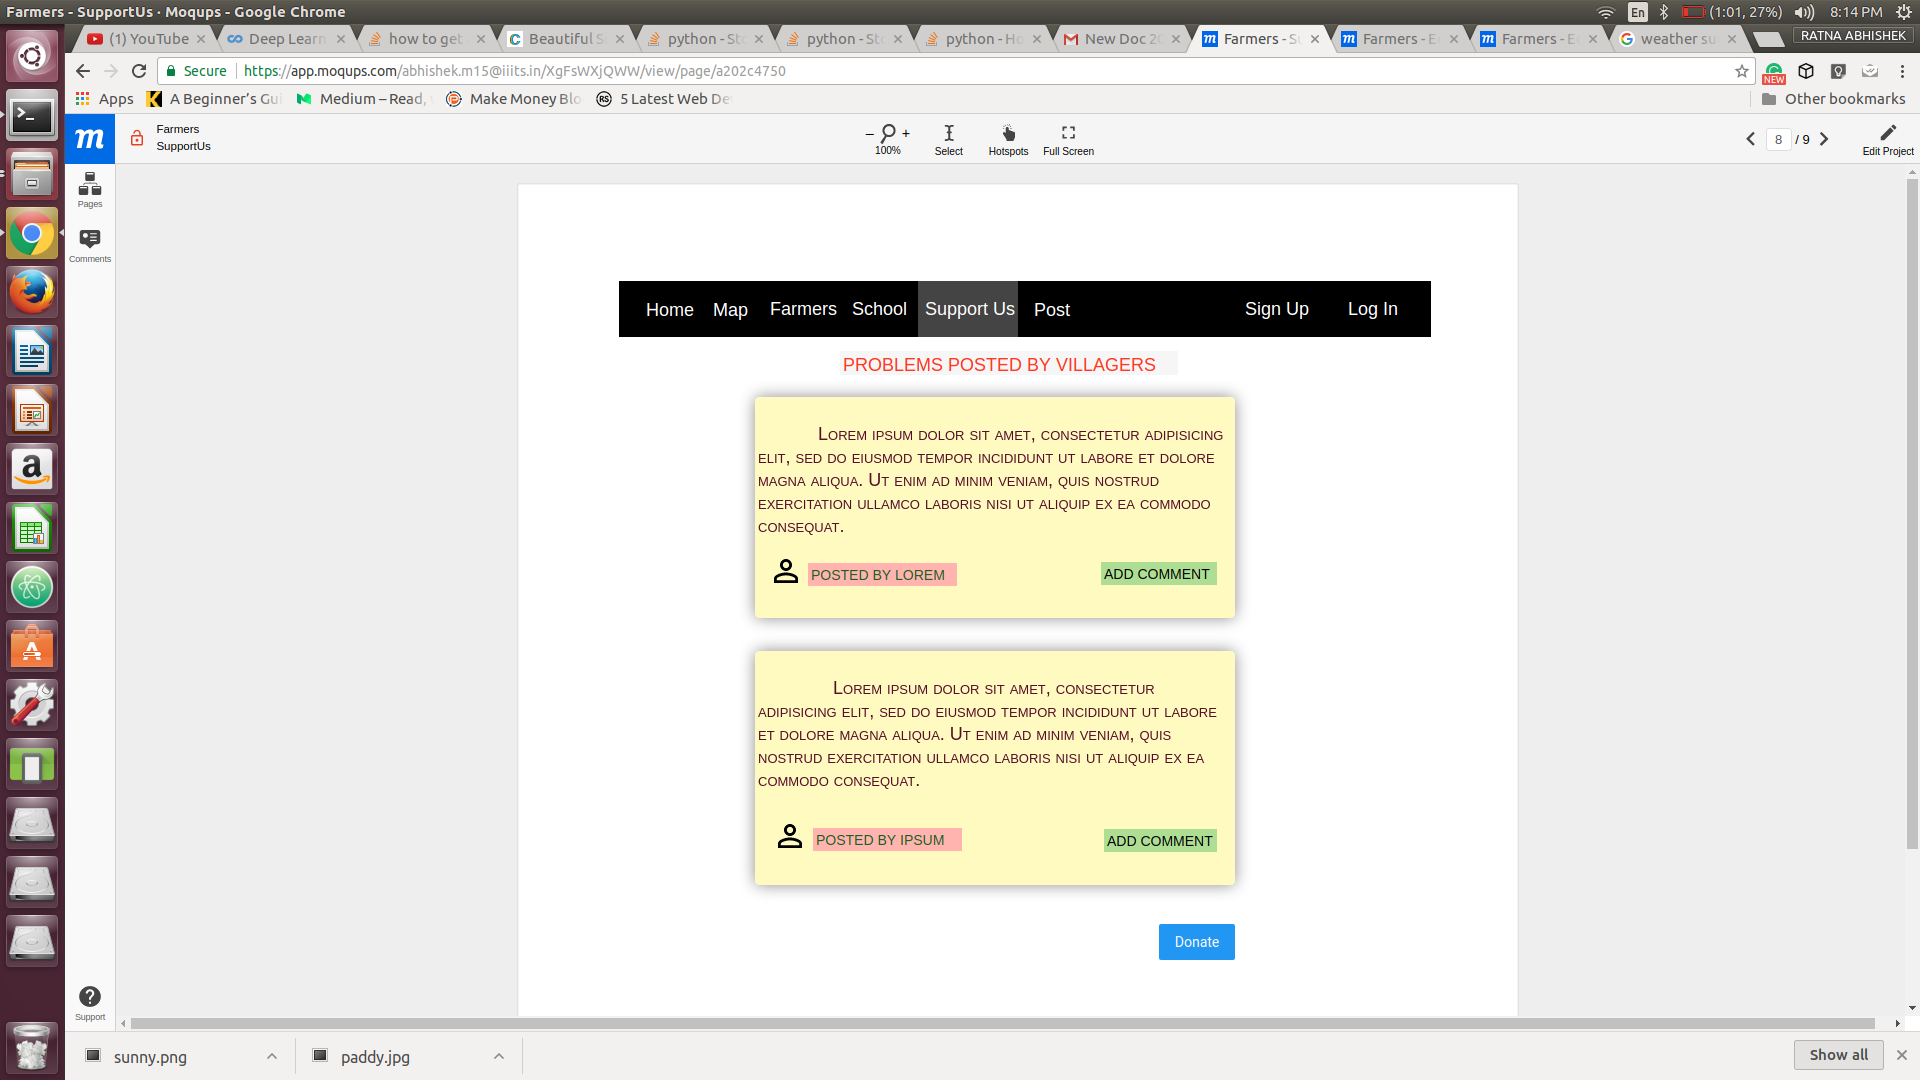 Farmers - SupportUs · Moqups - Google Chrome
En
(1:01, 27%)
8:14 PM
(1) YouTube
Deep Learn
how to get
Beautiful S
python - St
python - St
python - Ho
New Doc 20
Farmers - S
Farmers - E
Farmers - E
weather su
RATNA ABHISHEK
Secure
https://app.moqups.com/abhishek.m15@iiits.in/XgFsWXjQWW/view/page/a202c4750
NEW
Apps
A Beginner's Gui
Medium – Read,
Make Money Blo
5 Latest Web De
Other bookmarks
m
Farmers
SupportUs
– +
100%
Select
Hotspots
Full Screen
8 / 9
Edit Project
Pages
Comments
Support
Home
Map
Farmers
School
Support Us
Post
Sign Up
Log In
PROBLEMS POSTED BY VILLAGERS
Lorem ipsum dolor sit amet, consectetur adipisicing
elit, sed do eiusmod tempor incididunt ut labore et dolore
magna aliqua. Ut enim ad minim veniam, quis nostrud
exercitation ullamco laboris nisi ut aliquip ex ea commodo
consequat.
POSTED BY LOREM
ADD COMMENT
Lorem ipsum dolor sit amet, consectetur
adipisicing elit, sed do eiusmod tempor incididunt ut labore
et dolore magna aliqua. Ut enim ad minim veniam, quis
nostrud exercitation ullamco laboris nisi ut aliquip ex ea
commodo consequat.
POSTED BY IPSUM
ADD COMMENT
Donate
sunny.png
paddy.jpg
Show all